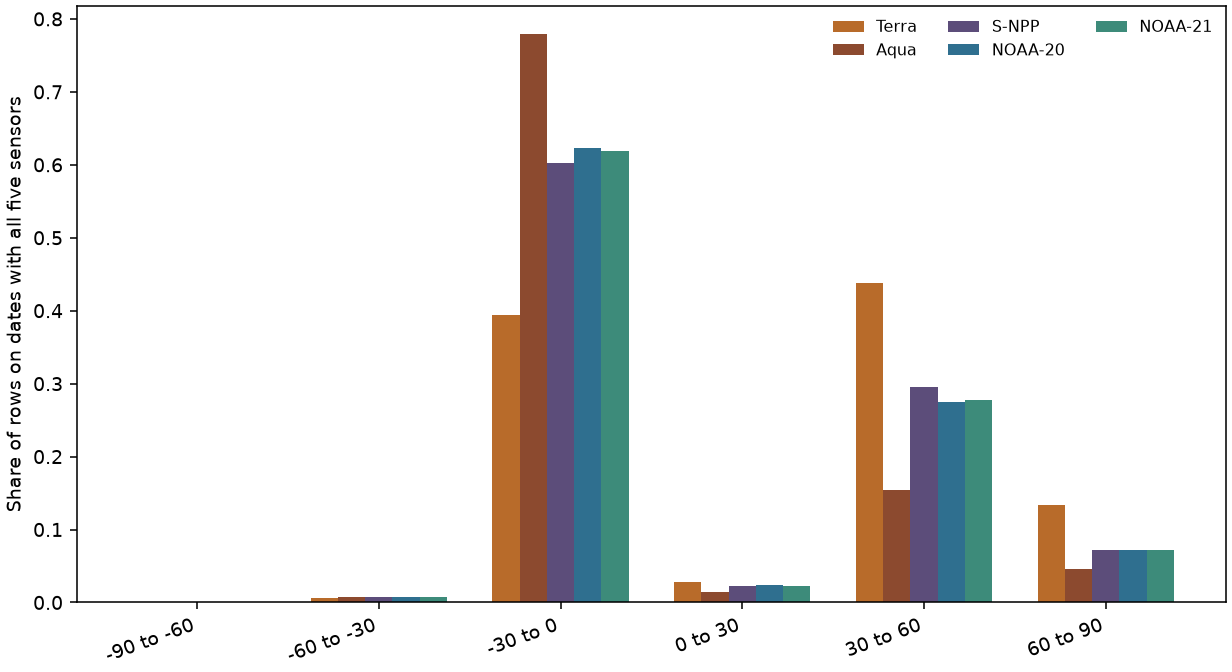 Share of rows on dates with all five sensors
0.8
0.7
0.6
0.5
0.4
0.3
0.2
0.1
0.0
Terra
Aqua
S-NPP
NOAA-20
NOAA-21
-90 to -60
-60 to -30
-30 to 0
0 to 30
30 to 60
60 to 90